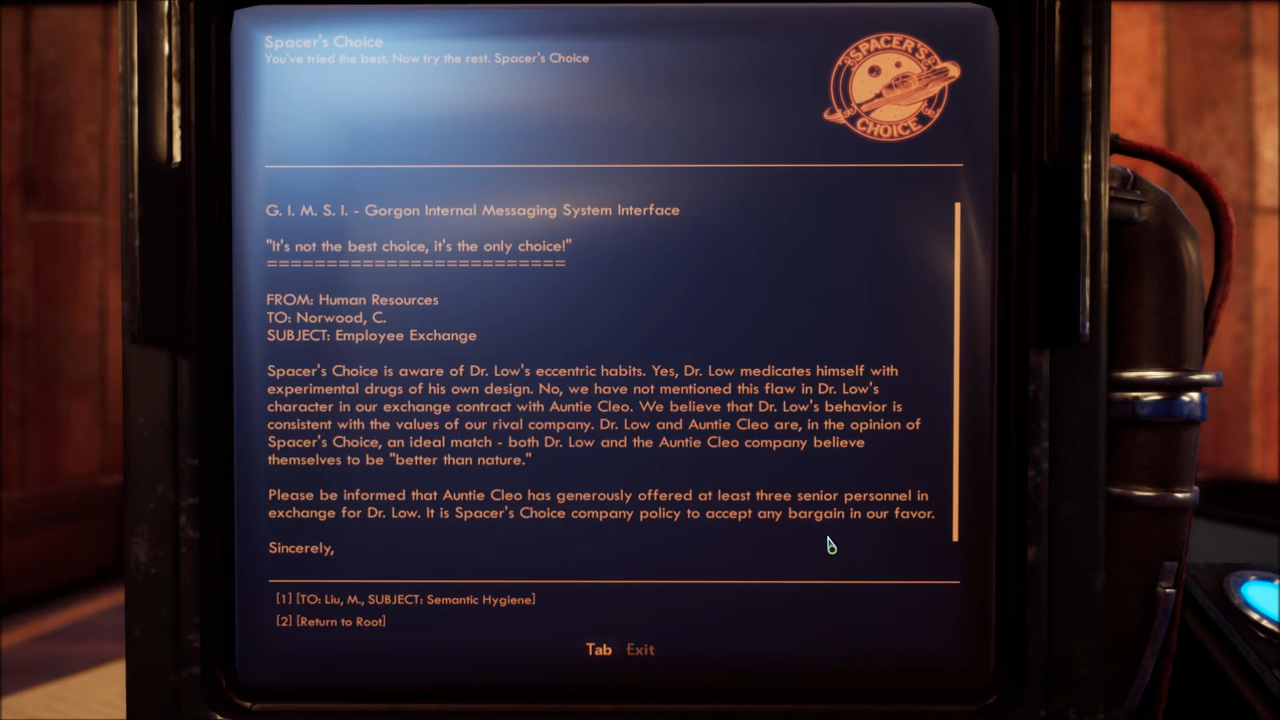 Spacer's Choice
You've tried the best. Now try the rest. Spacer's Choice
SPACER'S
CHOICE
G. I. M. S. I. - Gorgon Internal Messaging System Interface
"It's not the best choice, it's the only choice!"
=========================
FROM: Human Resources
TO: Norwood, C.
SUBJECT: Employee Exchange
Spacer's Choice is aware of Dr. Low's eccentric habits. Yes, Dr. Low medicates himself with
experimental drugs of his own design. No, we have not mentioned this flaw in Dr. Low's
character in our exchange contract with Auntie Cleo. We believe that Dr. Low's behavior is
consistent with the values of our rival company. Dr. Low and Auntie Cleo are, in the opinion of
Spacer's Choice, an ideal match - both Dr. Low and the Auntie Cleo company believe
themselves to be "better than nature."
Please be informed that Auntie Cleo has generously offered at least three senior personnel in
exchange for Dr. Low. It is Spacer's Choice company policy to accept any bargain in our favor.
Sincerely,
[1] [TO: Liu, M., SUBJECT: Semantic Hygiene]
[2] [Return to Root]
Tab Exit